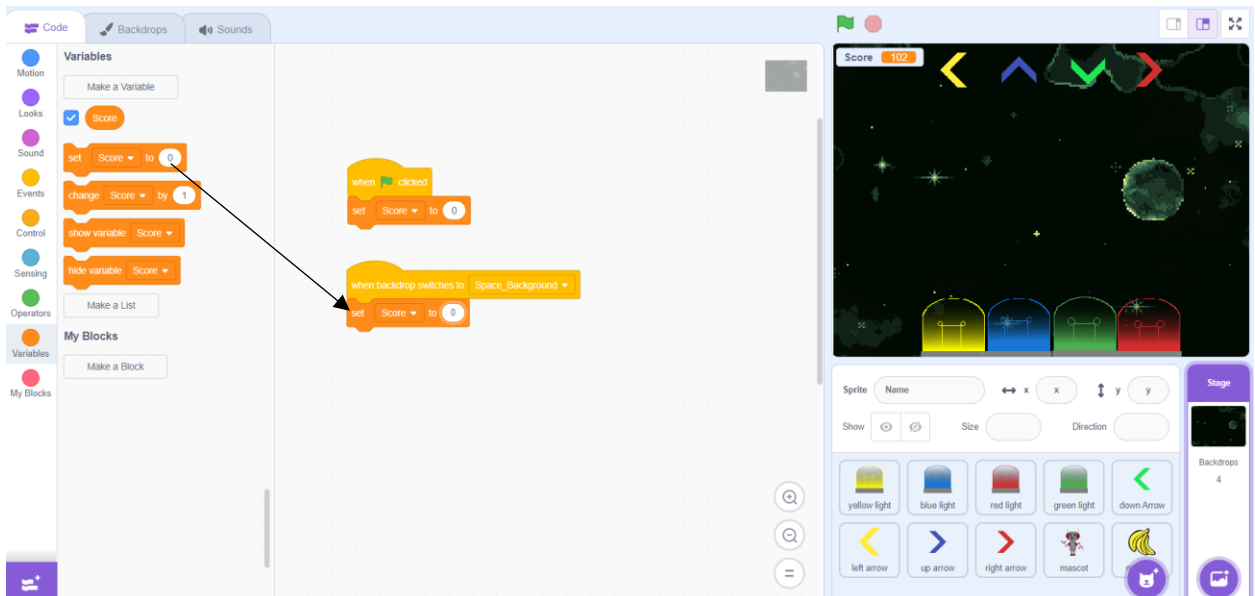 Code
Backdrops
Sounds
Motion
Looks
Sound
Events
Control
Sensing
Operators
Variables
My Blocks
Variables
Make a Variable
Score
set Score to 0
change Score by 1
show variable Score
hide variable Score
Make a List
My Blocks
Make a Block
when clicked
set Score to 0
when backdrop switches to Space_Background
set Score to 0
Score 102
Sprite Name x x y y
Show Size Direction
yellow light
blue light
red light
green light
down Arrow
left arrow
up arrow
right arrow
mascot
Stage
Backdrops
4